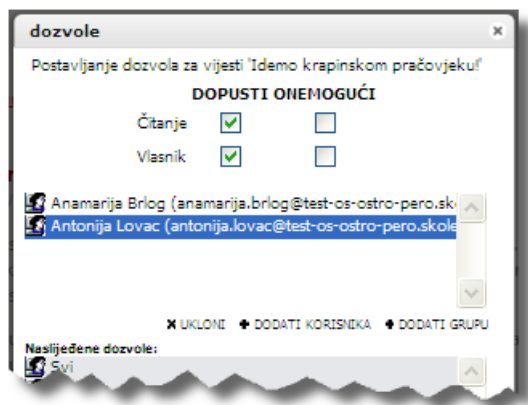 dozvole
Postavljanje dozvola za vijesti 'Idemo krapinskom pračovjeku!'
DOPUSTI ONEMOGUĆI
Čitanje
Vlasnik
Anamarija Brlog (anamarija.brlog@test-os-ostro-pero.sk
Antonija Lovac (antonija.lovac@test-os-ostro-pero.skole
UKLONI DODATI KORISNIKA DODATI GRUPU
Naslijeđene dozvole:
Svi